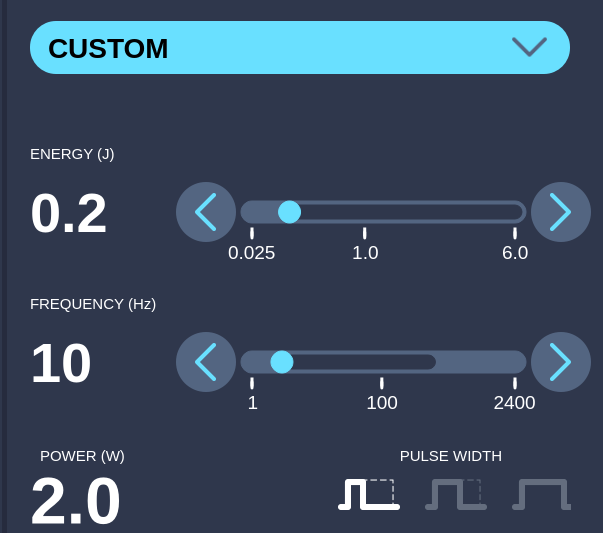 CUSTOM
ENERGY (J)
0.2
0.025 1.0 6.0
FREQUENCY (Hz)
10
1 100 2400
POWER (W) PULSE WIDTH
2.0